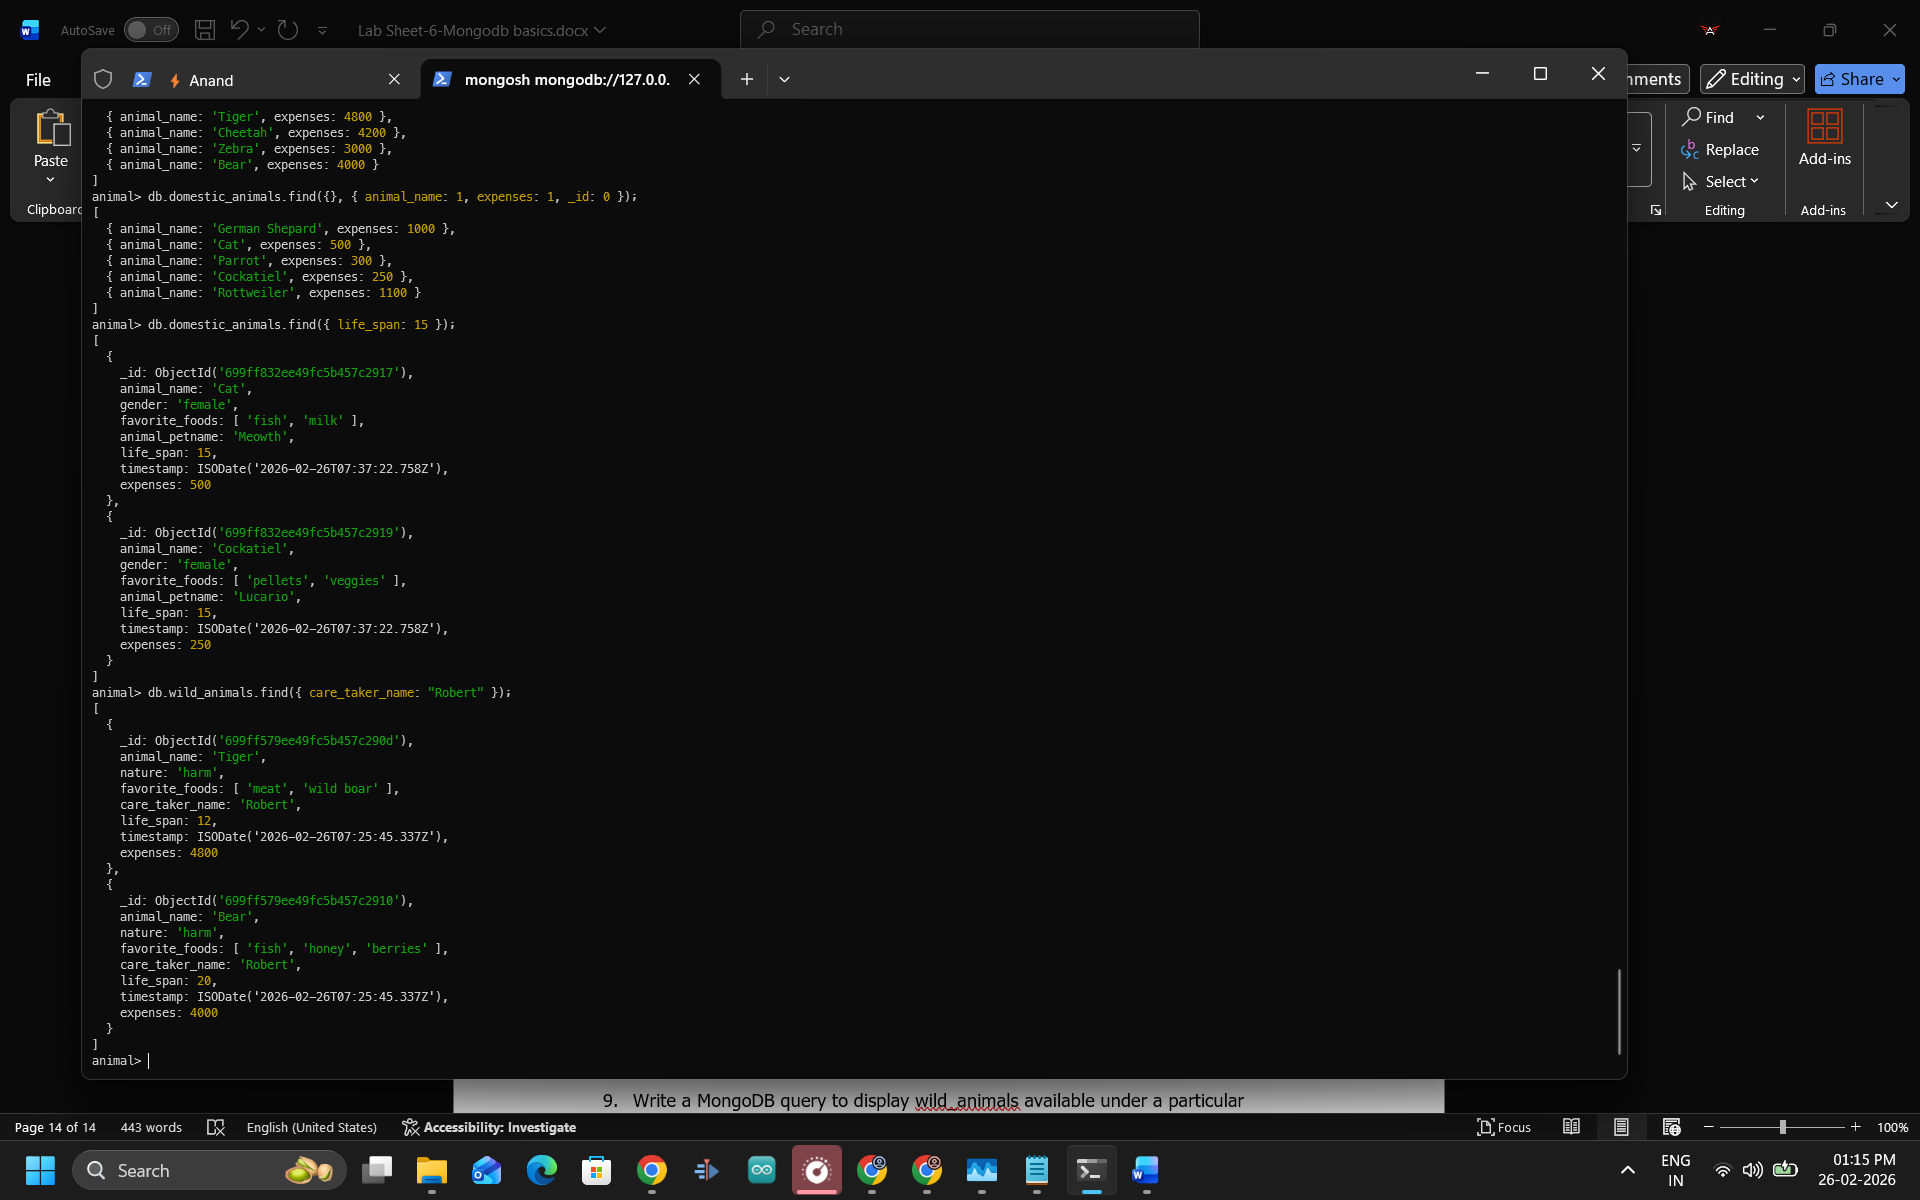 AutoSave Off Lab Sheet-6-Mongodb basics.docx Search
File Anand mongosh mongodb://127.0.0. Editing Share
Paste
Clipboard
Find
Replace
Select
Editing
Add-ins
Add-ins
{ animal_name: 'Tiger', expenses: 4800 },
{ animal_name: 'Cheetah', expenses: 4200 },
{ animal_name: 'Zebra', expenses: 3000 },
{ animal_name: 'Bear', expenses: 4000 }
]
animal> db.domestic_animals.find({}, { animal_name: 1, expenses: 1, _id: 0 });
[
{ animal_name: 'German Shepard', expenses: 1000 },
{ animal_name: 'Cat', expenses: 500 },
{ animal_name: 'Parrot', expenses: 300 },
{ animal_name: 'Cockatiel', expenses: 250 },
{ animal_name: 'Rottweiler', expenses: 1100 }
]
animal> db.domestic_animals.find({ life_span: 15 });
[
{
_id: ObjectId('699ff832ee49fc5b457c2917'),
animal_name: 'Cat',
gender: 'female',
favorite_foods: [ 'fish', 'milk' ],
animal_petname: 'Meowth',
life_span: 15,
timestamp: ISODate('2026-02-26T07:37:22.758Z'),
expenses: 500
},
{
_id: ObjectId('699ff832ee49fc5b457c2919'),
animal_name: 'Cockatiel',
gender: 'female',
favorite_foods: [ 'pellets', 'veggies' ],
animal_petname: 'Lucario',
life_span: 15,
timestamp: ISODate('2026-02-26T07:37:22.758Z'),
expenses: 250
}
]
animal> db.wild_animals.find({ care_taker_name: "Robert" });
[
{
_id: ObjectId('699ff579ee49fc5b457c290d'),
animal_name: 'Tiger',
nature: 'harm',
favorite_foods: [ 'meat', 'wild boar' ],
care_taker_name: 'Robert',
life_span: 12,
timestamp: ISODate('2026-02-26T07:25:45.337Z'),
expenses: 4800
},
{
_id: ObjectId('699ff579ee49fc5b457c2910'),
animal_name: 'Bear',
nature: 'harm',
favorite_foods: [ 'fish', 'honey', 'berries' ],
care_taker_name: 'Robert',
life_span: 20,
timestamp: ISODate('2026-02-26T07:25:45.337Z'),
expenses: 4000
}
]
animal>
9. Write a MongoDB query to display wild_animals available under a particular
Page 14 of 14 443 words English (United States) Accessibility: Investigate Focus 100%
Search ENG IN 01:15 PM 26-02-2026